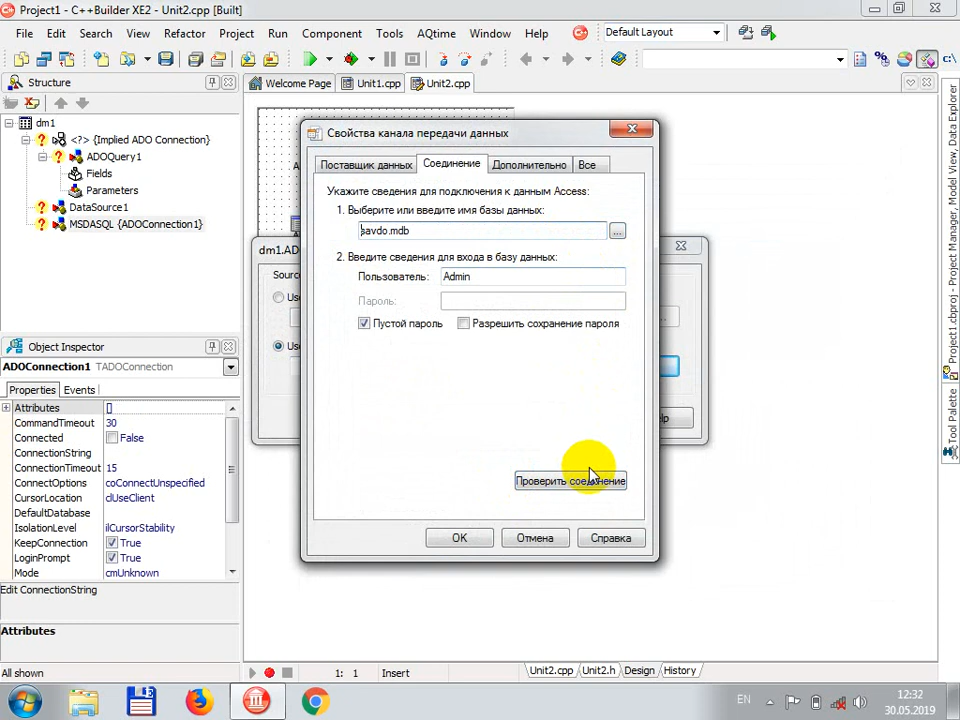 Project1 - C++Builder XE2 - Unit2.cpp [Built]
File Edit Search View Refactor Project Run Component Tools AQtime Window Help Default Layout
Structure
Welcome Page Unit1.cpp Unit2.cpp
dm1
<?> {Implied ADO Connection}
ADOQuery1
Fields
Parameters
DataSource1
MSDASQL {ADOConnection1}
Свойства канала передачи данных
Поставщик данных Соединение Дополнительно Все
Укажите сведения для подключения к данным Access:
1. Выберите или введите имя базы данных:
savdo.mdb ...
2. Введите сведения для входа в базу данных:
Пользователь: Admin
Пароль:
Пустой пароль Разрешить сохранение пароля
Проверить соединение
OK Отмена Справка
dm1.AD
Source
Use
Use
lp
Object Inspector
ADOConnection1 TADOConnection
Properties Events
Attributes []
CommandTimeout 30
Connected False
ConnectionString
ConnectionTimeout 15
ConnectOptions coConnectUnspecified
CursorLocation clUseClient
DefaultDatabase
IsolationLevel ilCursorStability
KeepConnection True
LoginPrompt True
Mode cmUnknown
Edit ConnectionString
Attributes
All shown
1: 1 Insert
Unit2.cpp Unit2.h Design History
Project1.cbproj - Project Manager, Model View, Data Explorer
Tool Palette
EN
12:32
30.05.2019